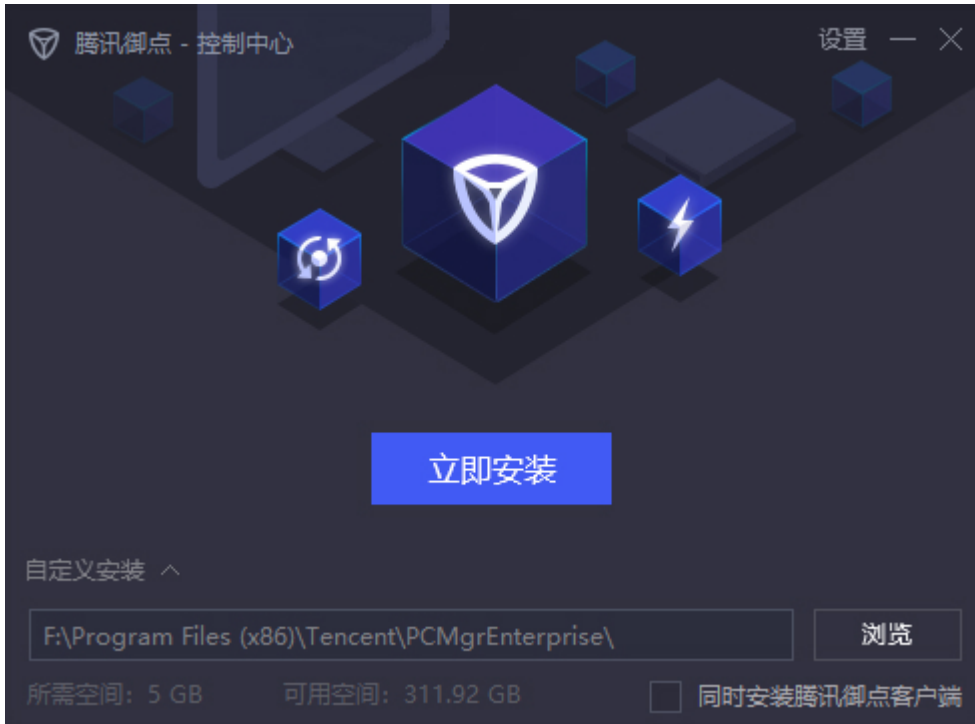 腾讯御点 - 控制中心 设置
立即安装
自定义安装
F:\Program Files (x86)\Tencent\PCMgrEnterprise\ 浏览
所需空间：5 GB 可用空间：311.92 GB 同时安装腾讯御点客户端